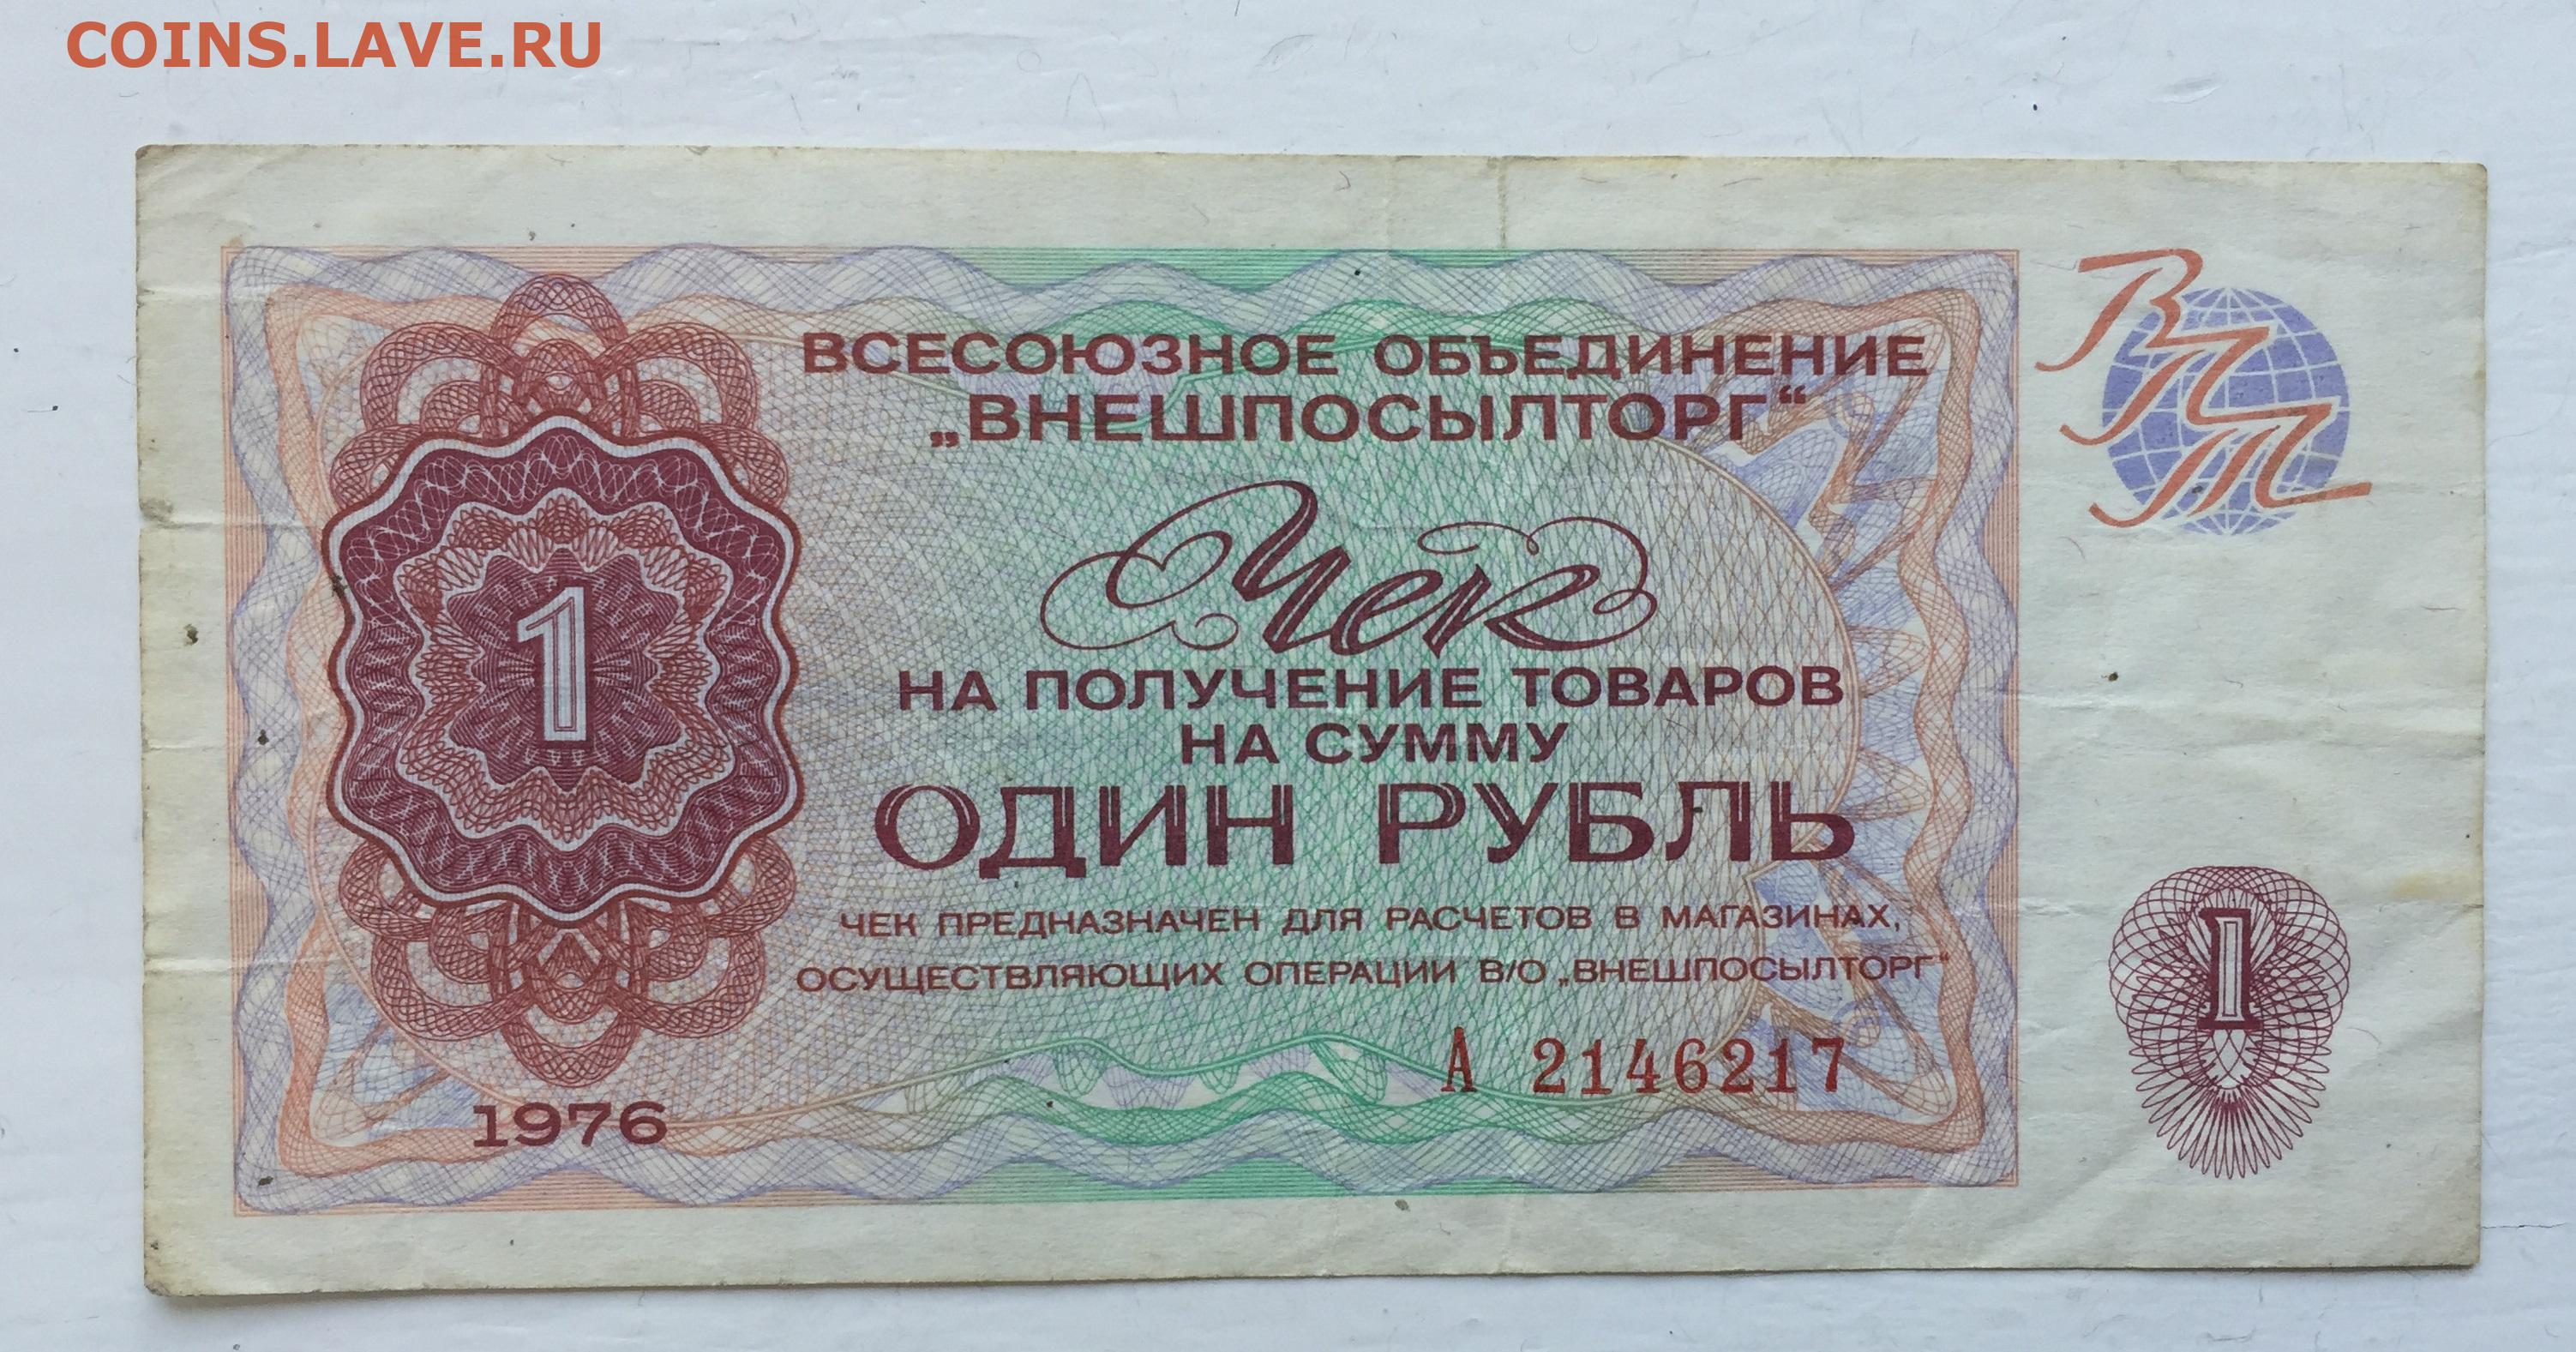 COINS.LAVE.RU
ВСЕСОЮЗНОЕ ОБЪЕДИНЕНИЕ
„ВНЕШПОСЫЛТОРГ“
ВПТ
Чек
НА ПОЛУЧЕНИЕ ТОВАРОВ
НА СУММУ
1
ОДИН РУБЛЬ
ЧЕК ПРЕДНАЗНАЧЕН ДЛЯ РАСЧЕТОВ В МАГАЗИНАХ,
ОСУЩЕСТВЛЯЮЩИХ ОПЕРАЦИИ В/О „ВНЕШПОСЫЛТОРГ“
1
А 2146217
1976